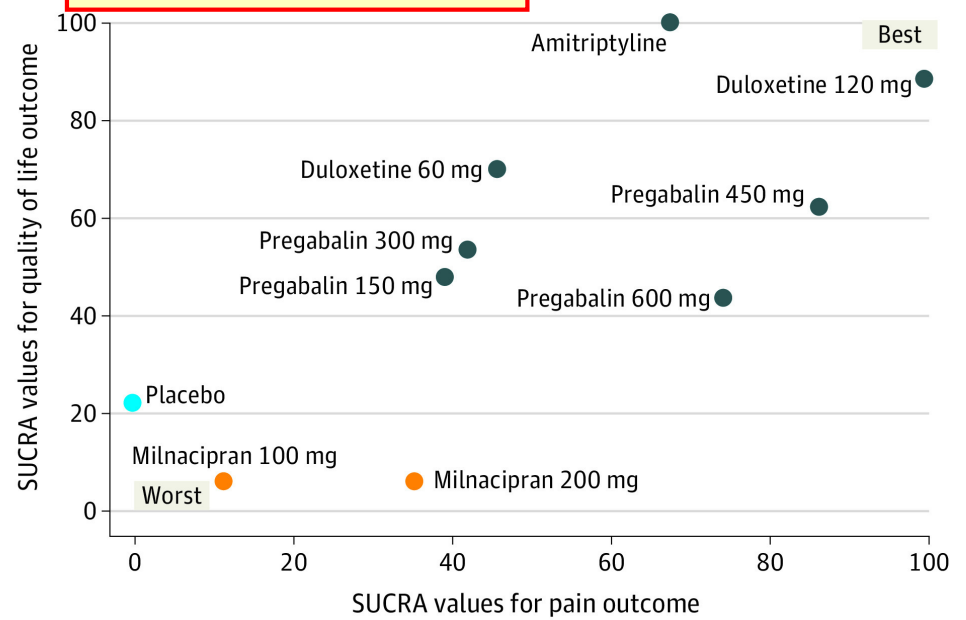 100
Amitriptyline
Best
Duloxetine 120 mg
80
Duloxetine 60 mg
Pregabalin 450 mg
60
Pregabalin 300 mg
Pregabalin 150 mg
Pregabalin 600 mg
40
Placebo
20
Milnacipran 100 mg
Milnacipran 200 mg
Worst
0
SUCRA values for quality of life outcome
0 20 40 60 80 100
SUCRA values for pain outcome